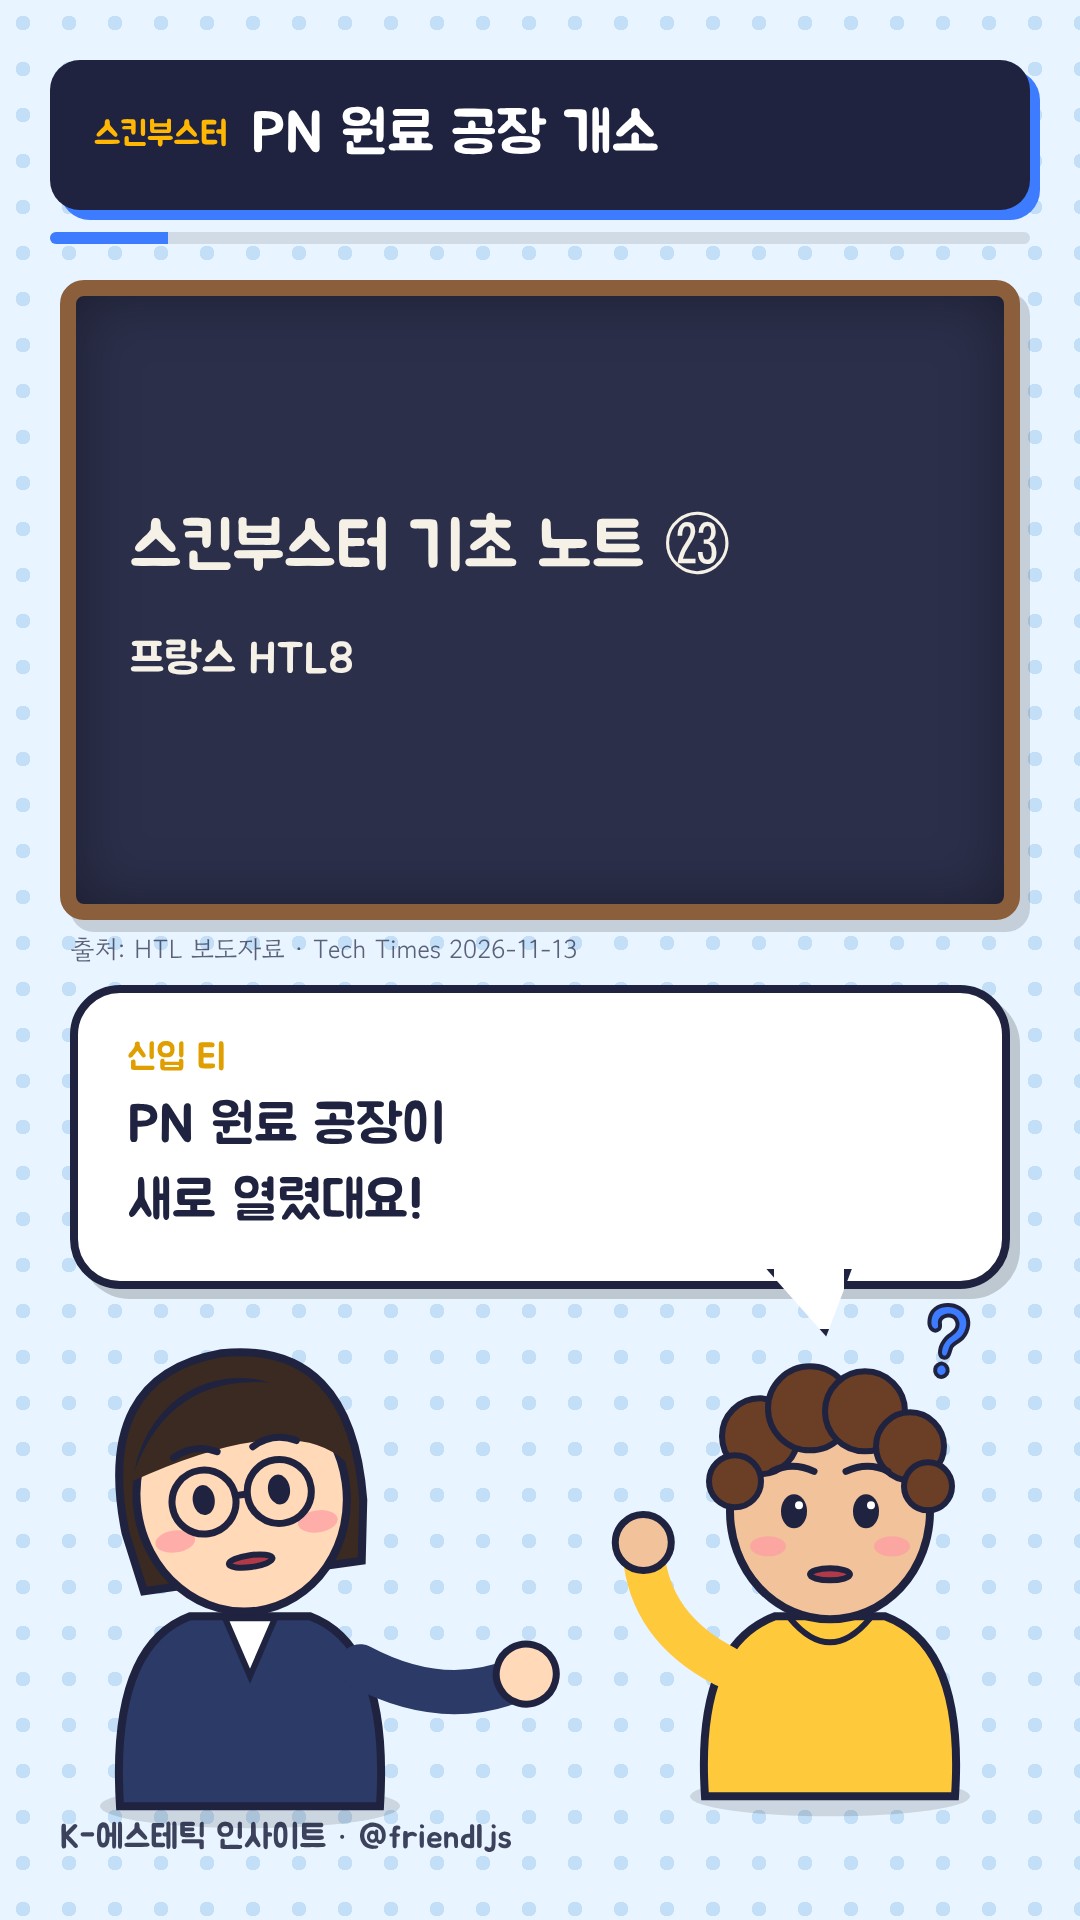 스킨부스터 PN 원료 공장 개소
스킨부스터 기초 노트 ㉓
프랑스 HTL8
출처: HTL 보도자료 · Tech Times 2026-11-13
신입 티
PN 원료 공장이
새로 열렸대요!
?
K-에스테틱 인사이트 · @friendljs